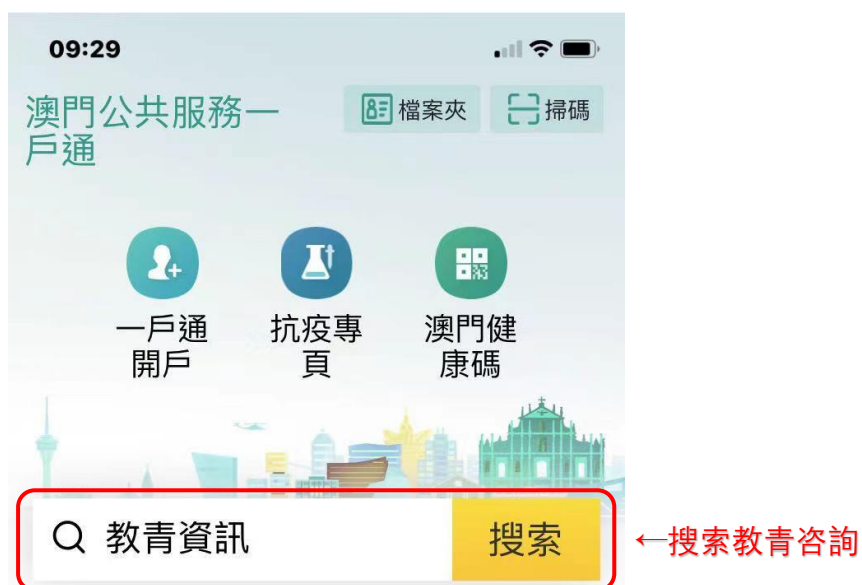 09:29
澳門公共服務一
戶通
檔案夾
掃碼
一戶通
開戶
抗疫專
頁
澳門健
康碼
教青資訊
搜索
←搜索教青咨詢